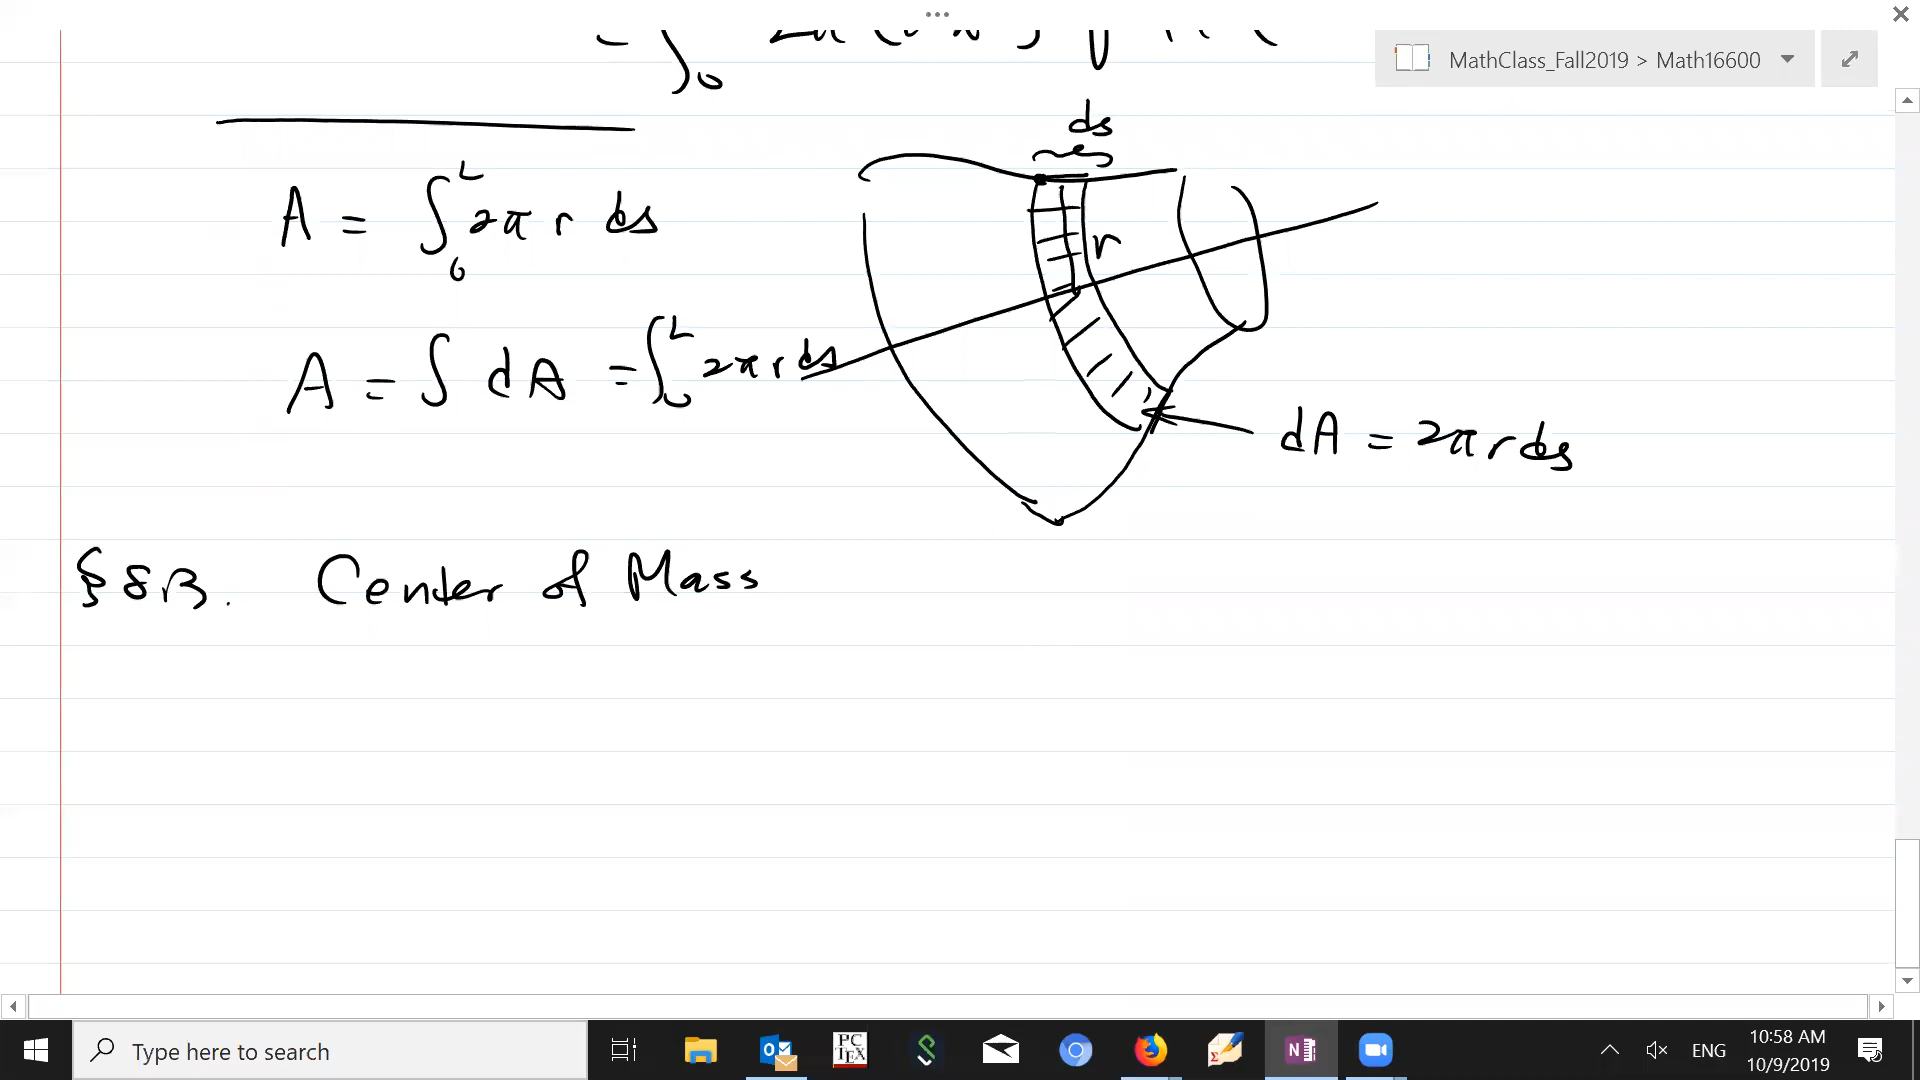 MathClass_Fall2019 > Math16600
ds
A = ∫₀ᴸ 2π r ds
r
A = ∫ dA = ∫₀ᴸ 2π r ds
dA = 2π r ds
§ 8.3. Center of Mass
Type here to search
PC TEX
ENG
10:58 AM
10/9/2019